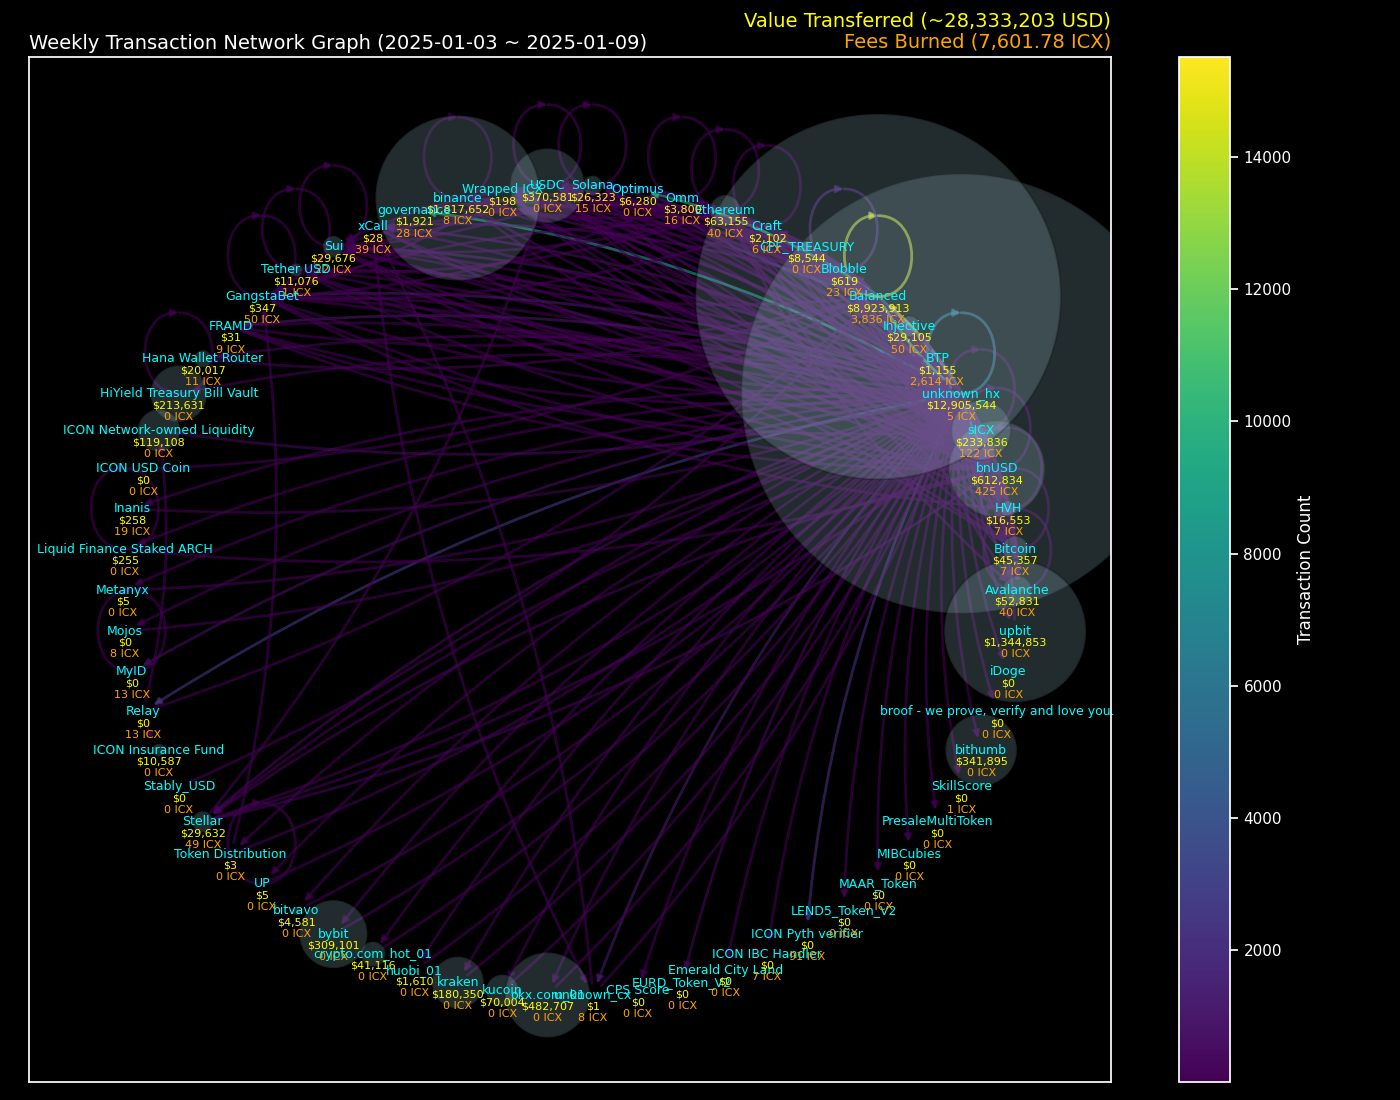 Value Transferred (~28,333,203 USD)
Weekly Transaction Network Graph (2025-01-03 ~ 2025-01-09)
Fees Burned (7,601.78 ICX)
USDC
$370,581
0 ICX
Solana
$26,323
15 ICX
Wrapped ICX
$198
0 ICX
Optimus
$6,280
0 ICX
binance
$1,817,652
8 ICX
Omm
$3,800
16 ICX
governance
$1,921
28 ICX
Ethereum
$63,155
40 ICX
xCall
$28
39 ICX
Craft
$2,102
6 ICX
Sui
$29,676
CPF_TREASURY
$8,544
0 ICX
Tether USD
$11,076
1 ICX
Blobble
$619
23 ICX
GangstaBet
$347
50 ICX
Balanced
$8,923,913
3,836 ICX
FRAMD
$31
9 ICX
Injective
$29,105
50 ICX
Hana Wallet Router
$20,017
11 ICX
BTP
$1,155
2,614 ICX
HiYield Treasury Bill Vault
$213,631
0 ICX
unknown_hx
$12,905,544
5 ICX
ICON Network-owned Liquidity
$119,108
0 ICX
sICX
$233,836
122 ICX
ICON USD Coin
$0
0 ICX
bnUSD
$612,834
425 ICX
Inanis
$258
19 ICX
HVH
$16,553
7 ICX
Liquid Finance Staked ARCH
$255
0 ICX
Bitcoin
$45,357
7 ICX
Metanyx
$5
0 ICX
Avalanche
$52,831
40 ICX
Mojos
$0
8 ICX
upbit
$1,344,853
0 ICX
MyID
$0
13 ICX
iDoge
$0
0 ICX
Relay
$0
13 ICX
broof - we prove, verify and love you.
$0
0 ICX
ICON Insurance Fund
$10,587
0 ICX
bithumb
$341,895
0 ICX
Stably_USD
$0
0 ICX
SkillScore
$0
1 ICX
Stellar
$29,632
49 ICX
PresaleMultiToken
$0
0 ICX
Token Distribution
$3
0 ICX
MIBCubies
$0
0 ICX
UP
$5
0 ICX
MAAR_Token
$0
0 ICX
bitvavo
$4,581
0 ICX
LEND5_Token_V2
$0
0 ICX
bybit
$309,101
ICON Pyth verifier
$0
91 ICX
crypto.com_hot_01
$41,116
0 ICX
ICON IBC Handler
$0
7 ICX
huobi_01
$1,610
0 ICX
Emerald City Land
$0
0 ICX
kraken
$180,350
0 ICX
EURD_Token_V2
$0
0 ICX
kucoin
$70,004
0 ICX
CPS Score
$0
0 ICX
okx.com_01
$482,707
0 ICX
unknown_cx
$1
8 ICX
14000
12000
10000
8000
6000
4000
2000
Transaction Count